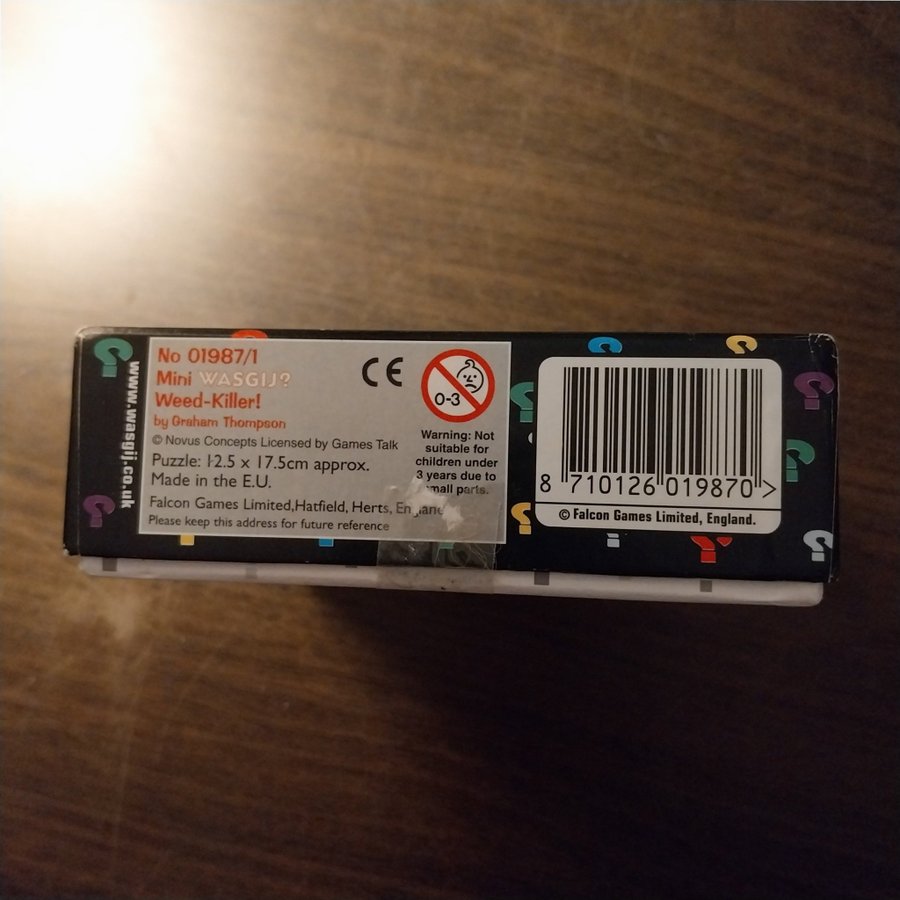 www.wasgij.co.uk
No 01987/1
Mini WASGIJ?
Weed-Killer!
by Graham Thompson
© Novus Concepts Licensed by Games Talk
Puzzle: 12.5 x 17.5cm approx.
Made in the E.U.
Falcon Games Limited,Hatfield, Herts, England
Please keep this address for future reference
CE
0-3
Warning: Not
suitable for
children under
3 years due to
small parts.
8 710126 019870 >
© Falcon Games Limited, England.